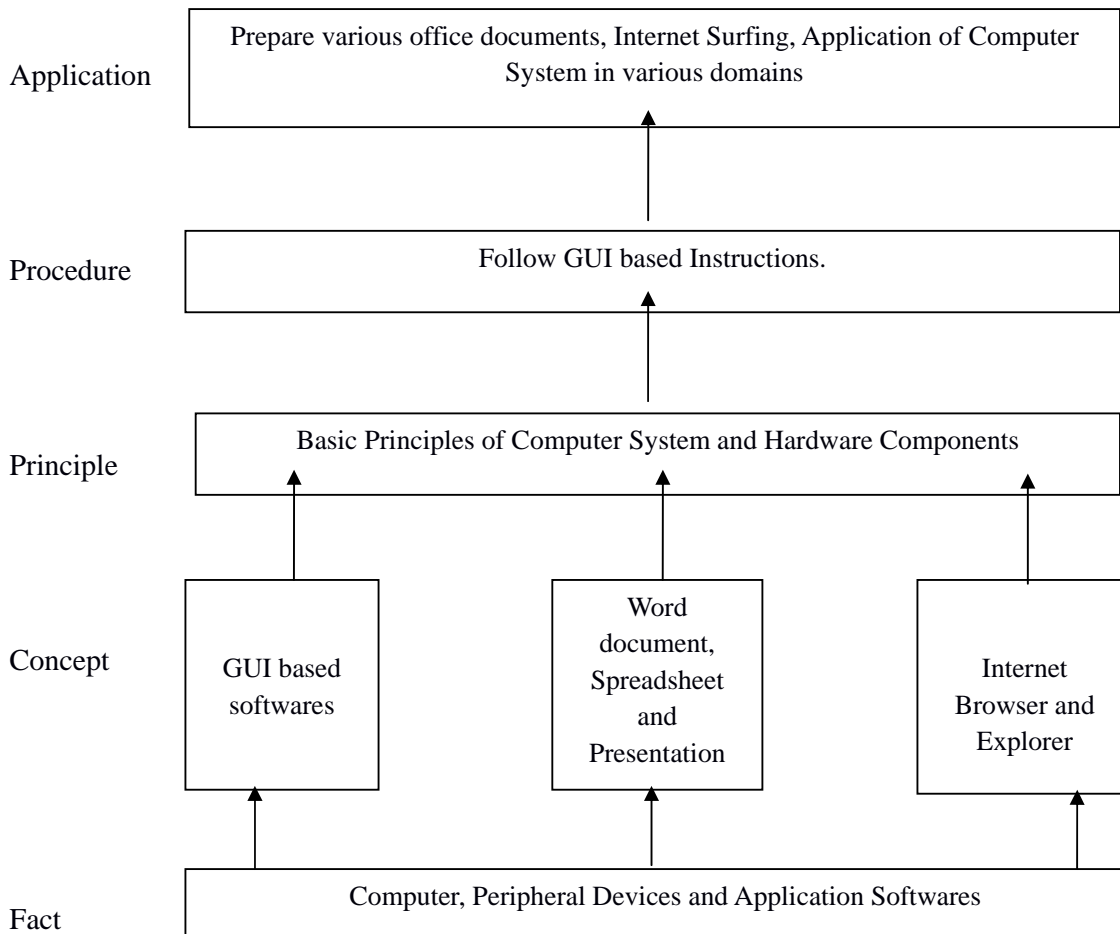 Application
Prepare various office documents, Internet Surfing, Application of Computer
System in various domains
Procedure
Follow GUI based Instructions.
Principle
Basic Principles of Computer System and Hardware Components
Concept
GUI based
softwares
Word
document,
Spreadsheet
and
Presentation
Internet
Browser and
Explorer
Fact
Computer, Peripheral Devices and Application Softwares